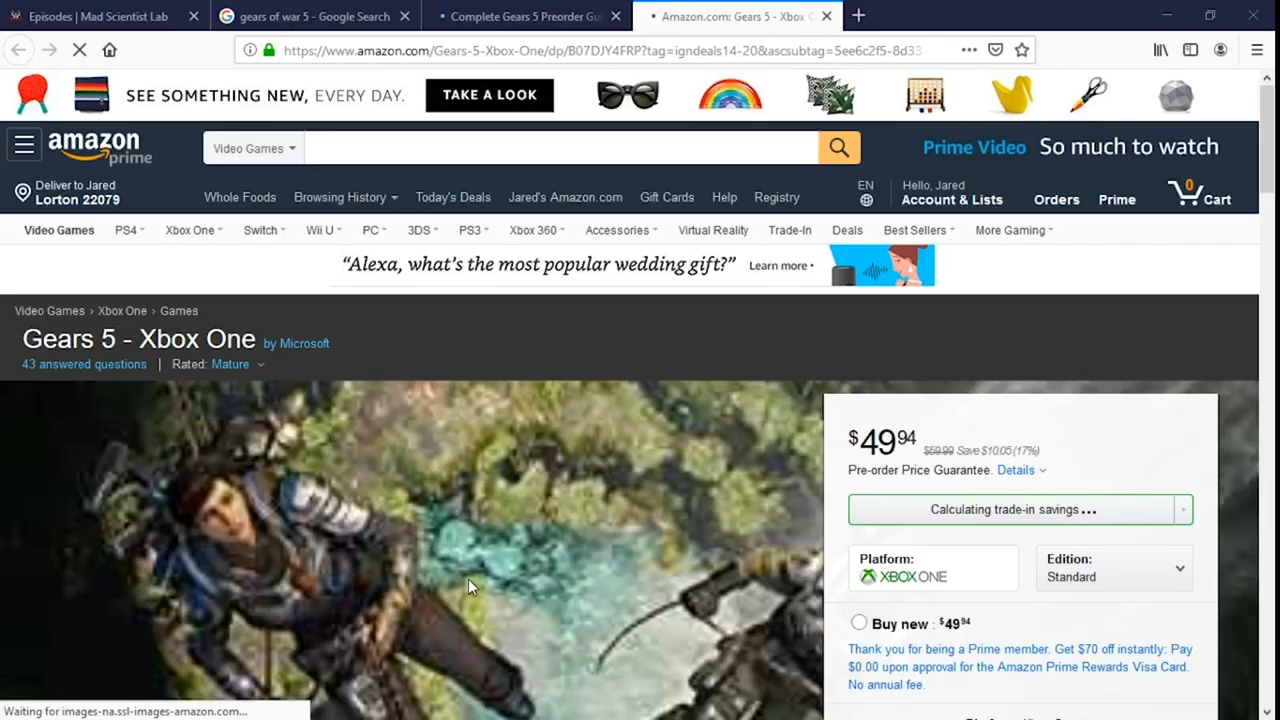 Episodes | Mad Scientist Lab
gears of war 5 - Google Search
Complete Gears 5 Preorder Gu
Amazon.com: Gears 5 - Xbox O
https://www.amazon.com/Gears-5-Xbox-One/dp/B07DJY4FRP?tag=igndeals14-20&ascsubtag=5ee6c2f5-8d33-
SEE SOMETHING NEW, EVERY DAY.
TAKE A LOOK
amazon prime
Video Games
Prime Video So much to watch
Deliver to Jared
Lorton 22079
Whole Foods Browsing History Today's Deals Jared's Amazon.com Gift Cards Help Registry
EN
Hello, Jared
Account & Lists
Orders
Prime
0
Cart
Video Games PS4 Xbox One Switch Wii U PC 3DS PS3 Xbox 360 Accessories Virtual Reality Trade-In Deals Best Sellers More Gaming
“Alexa, what’s the most popular wedding gift?” Learn more
Video Games › Xbox One › Games
Gears 5 - Xbox One by Microsoft
43 answered questions | Rated: Mature
$49 94 $59.99 Save $10.05 (17%)
Pre-order Price Guarantee. Details
Calculating trade-in savings...
Platform:
XBOX ONE
Edition:
Standard
Buy new : $49 94
Thank you for being a Prime member. Get $70 off instantly: Pay
$0.00 upon approval for the Amazon Prime Rewards Visa Card.
No annual fee.
Waiting for images-na.ssl-images-amazon.com...